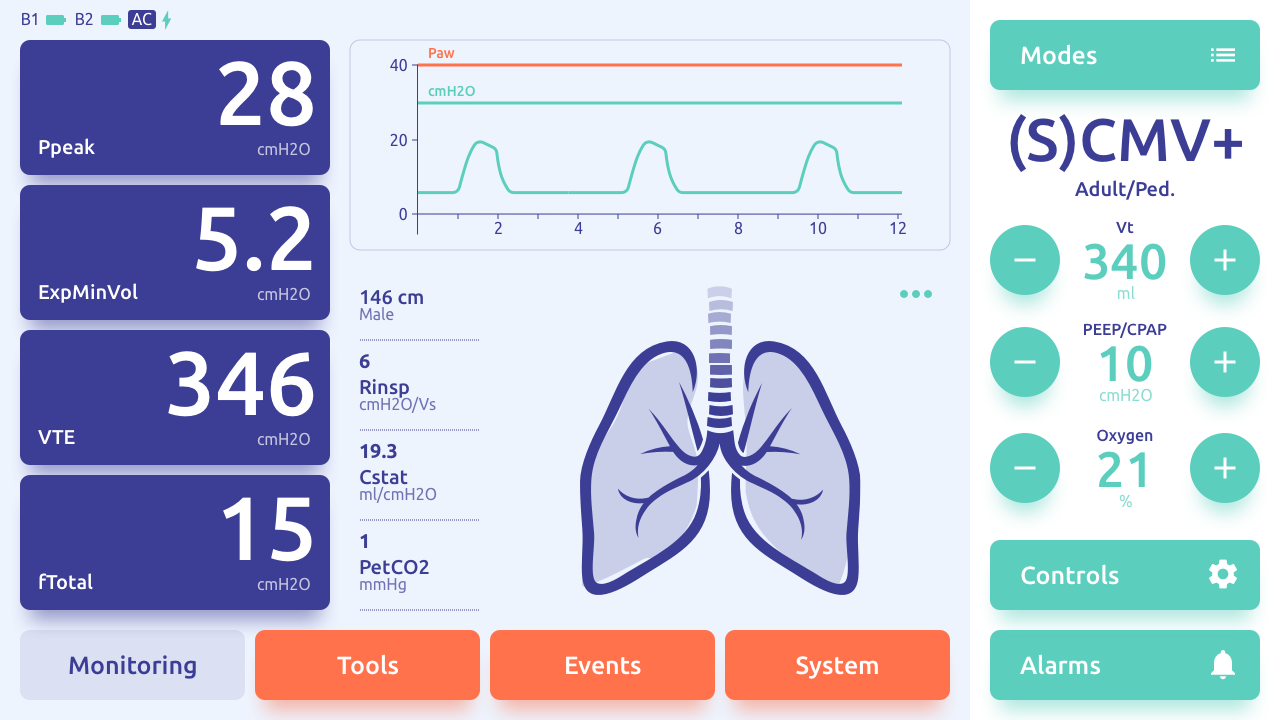 B1 B2 AC
28
Ppeak cmH2O
5.2
ExpMinVol cmH2O
346
VTE cmH2O
15
fTotal cmH2O
Paw
40
cmH2O
20
0
2 4 6 8 10 12
146 cm
Male
6
Rinsp
cmH2O/Vs
19.3
Cstat
ml/cmH2O
1
PetCO2
mmHg
Monitoring Tools Events System
Modes
(S)CMV+
Adult/Ped.
Vt
340
ml
PEEP/CPAP
10
cmH2O
Oxygen
21
%
Controls
Alarms